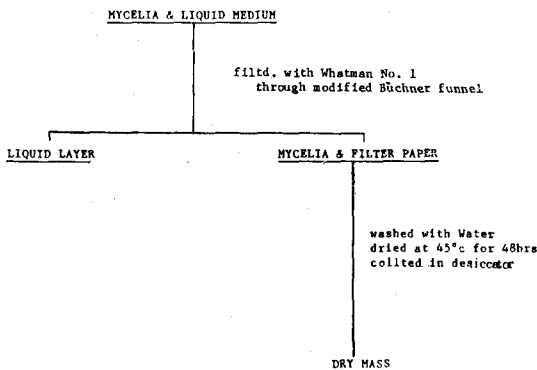 MYCELIA & LIQUID MEDIUM
filtd. with Whatman No. 1
through modified Buchner funnel
LIQUID LAYER
MYCELIA & FILTER PAPER
washed with Water
dried at 45°c for 48hrs
collted in desiccator
DRY MASS